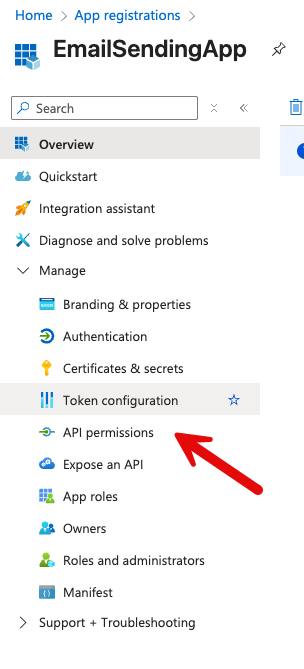 Home > App registrations >
EmailSendingApp
Search
Overview
Quickstart
Integration assistant
Diagnose and solve problems
Manage
Branding & properties
Authentication
Certificates & secrets
Token configuration
API permissions
Expose an API
App roles
Owners
Roles and administrators
Manifest
Support + Troubleshooting